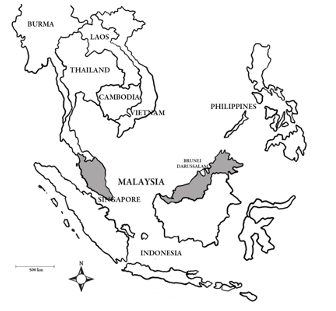 BURMA
LAOS
THAILAND
CAMBODIA
VIETNAM
PHILIPPINES
BRUNEI
DARUSSALAM
MALAYSIA
SINGAPORE
INDONESIA
N
500 km